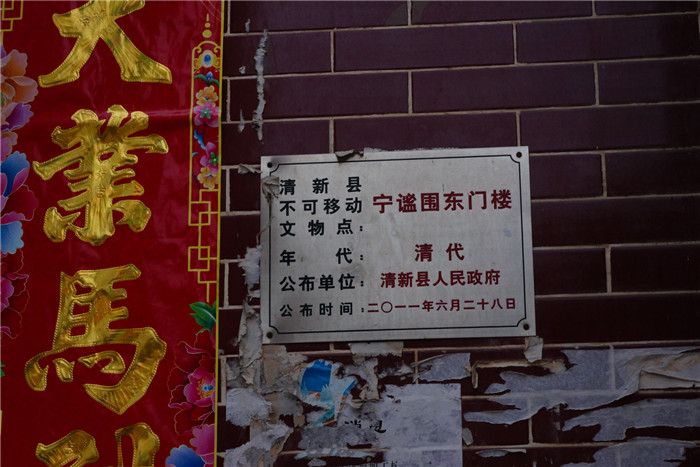 大業馬
清新县
不可移动
文物点：
宁谧围东门楼
年代：
清代
公布单位：
清新县人民政府
公布时间：
二〇一一年六月二十八日